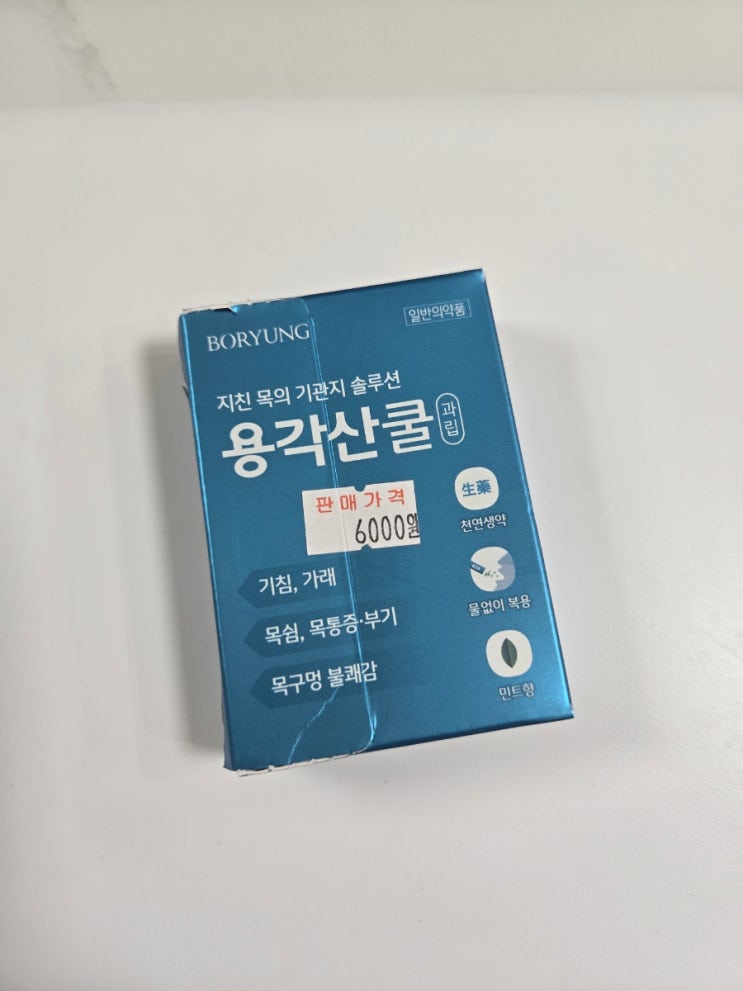 BORYUNG
일반의약품
지친 목의 기관지 솔루션
용각산쿨
과립
판매가격
6000원
生藥
천연생약
기침, 가래
물없이 복용
목쉼, 목통증·부기
목구멍 불쾌감
민트향